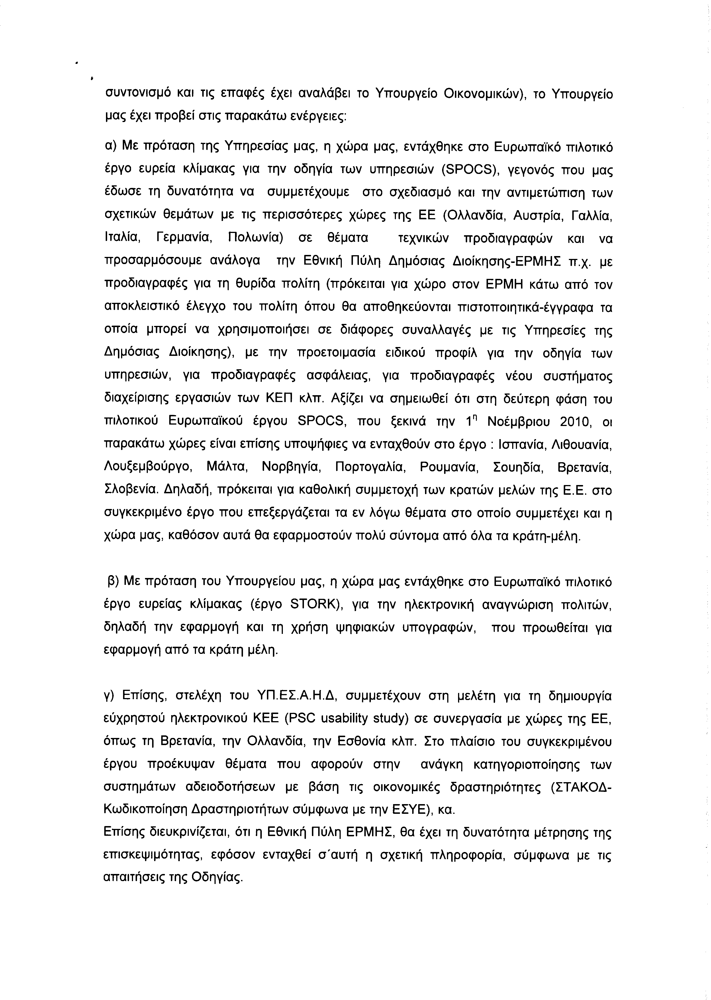 συντονισμό και τις επαφές έχει αναλάβει το Υπουργείο Οικονομικών), το Υπουργείο
μας έχει προβεί στις παρακάτω ενέργειες:
α) Με πρόταση της Υπηρεσίας μας, η χώρα μας, εντάχθηκε στο Ευρωπαϊκό πιλοτικό
έργο ευρεία κλίμακας για την οδηγία των υπηρεσιών (SPOCS), γεγονός που μας
έδωσε τη δυνατότητα να συμμετέχουμε στο σχεδιασμό και την αντιμετώπιση των
σχετικών θεμάτων με τις περισσότερες χώρες της ΕΕ (Ολλανδία, Αυστρία, Γαλλία,
Ιταλία, Γερμανία, Πολωνία) σε θέματα τεχνικών προδιαγραφών και να
προσαρμόσουμε ανάλογα την Εθνική Πύλη Δημόσιας Διοίκησης-ΕΡΜΗΣ π.χ. με
προδιαγραφές για τη θυρίδα πολίτη (πρόκειται για χώρο στον ΕΡΜΗ κάτω από τον
αποκλειστικό έλεγχο του πολίτη όπου θα αποθηκεύονται πιστοποιητικά-έγγραφα τα
οποία μπορεί να χρησιμοποιήσει σε διάφορες συναλλαγές με τις Υπηρεσίες της
Δημόσιας Διοίκησης), με την προετοιμασία ειδικού προφίλ για την οδηγία των
υπηρεσιών, για προδιαγραφές ασφάλειας, για προδιαγραφές νέου συστήματος
διαχείρισης εργασιών των ΚΕΠ κλπ. Αξίζει να σημειωθεί ότι στη δεύτερη φάση του
πιλοτικού Ευρωπαϊκού έργου SPOCS, που ξεκινά την 1η Νοέμβριου 2010, οι
παρακάτω χώρες είναι επίσης υποψήφιες να ενταχθούν στο έργο : Ισπανία, Λιθουανία,
Λουξεμβούργο, Μάλτα, Νορβηγία, Πορτογαλία, Ρουμανία, Σουηδία, Βρετανία,
Σλοβενία. Δηλαδή, πρόκειται για καθολική συμμετοχή των κρατών μελών της Ε.Ε. στο
συγκεκριμένο έργο που επεξεργάζεται τα εν λόγω θέματα στο οποίο συμμετέχει και η
χώρα μας, καθόσον αυτά θα εφαρμοστούν πολύ σύντομα από όλα τα κράτη-μέλη.
β) Με πρόταση του Υπουργείου μας, η χώρα μας εντάχθηκε στο Ευρωπαϊκό πιλοτικό
έργο ευρείας κλίμακας (έργο STORK), για την ηλεκτρονική αναγνώριση πολιτών,
δηλαδή την εφαρμογή και τη χρήση ψηφιακών υπογραφών, που προωθείται για
εφαρμογή από τα κράτη μέλη.
γ) Επίσης, στελέχη του ΥΠ.ΕΣ.Α.Η.Δ, συμμετέχουν στη μελέτη για τη δημιουργία
εύχρηστού ηλεκτρονικού ΚΕΕ (PSC usability study) σε συνεργασία με χώρες της ΕΕ,
όπως τη Βρετανία, την Ολλανδία, την Εσθονία κλπ. Στο πλαίσιο του συγκεκριμένου
έργου προέκυψαν θέματα που αφορούν στην ανάγκη κατηγοριοποίησης των
συστημάτων αδειοδοτήσεων με βάση τις οικονομικές δραστηριότητες (ΣΤΑΚΟΔ-
Κωδικοποίηση Δραστηριοτήτων σύμφωνα με την ΕΣΥΕ), κα.
Επίσης διευκρινίζεται, ότι η Εθνική Πύλη ΕΡΜΗΣ, θα έχει τη δυνατότητα μέτρησης της
επισκεψιμότητας, εφόσον ενταχθεί σ΄αυτή η σχετική πληροφορία, σύμφωνα με τις
απαιτήσεις της Οδηγίας.